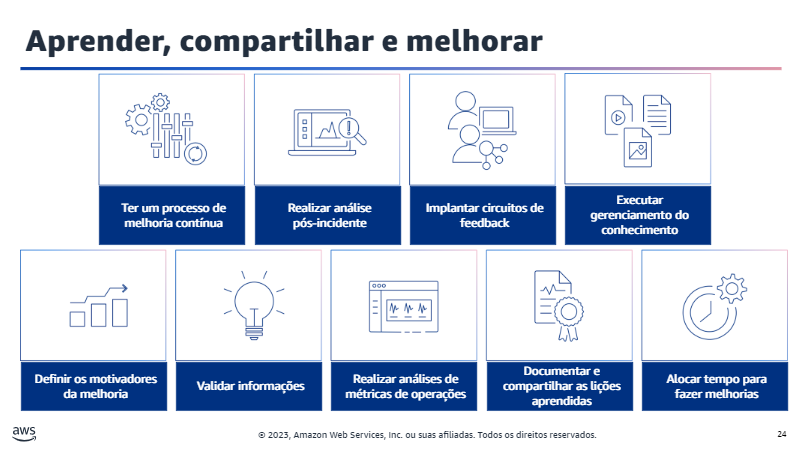 Aprender, compartilhar e melhorar
Ter um processo de
melhoria contínua
Realizar análise
pós-incidente
Implantar circuitos de
feedback
Executar
gerenciamento do
conhecimento
Definir os motivadores
da melhoria
Validar informações
Realizar análises de
métricas de operações
Documentar e
compartilhar as lições
aprendidas
Alocar tempo para
fazer melhorias
aws
© 2023, Amazon Web Services, Inc. ou suas afiliadas. Todos os direitos reservados.
24